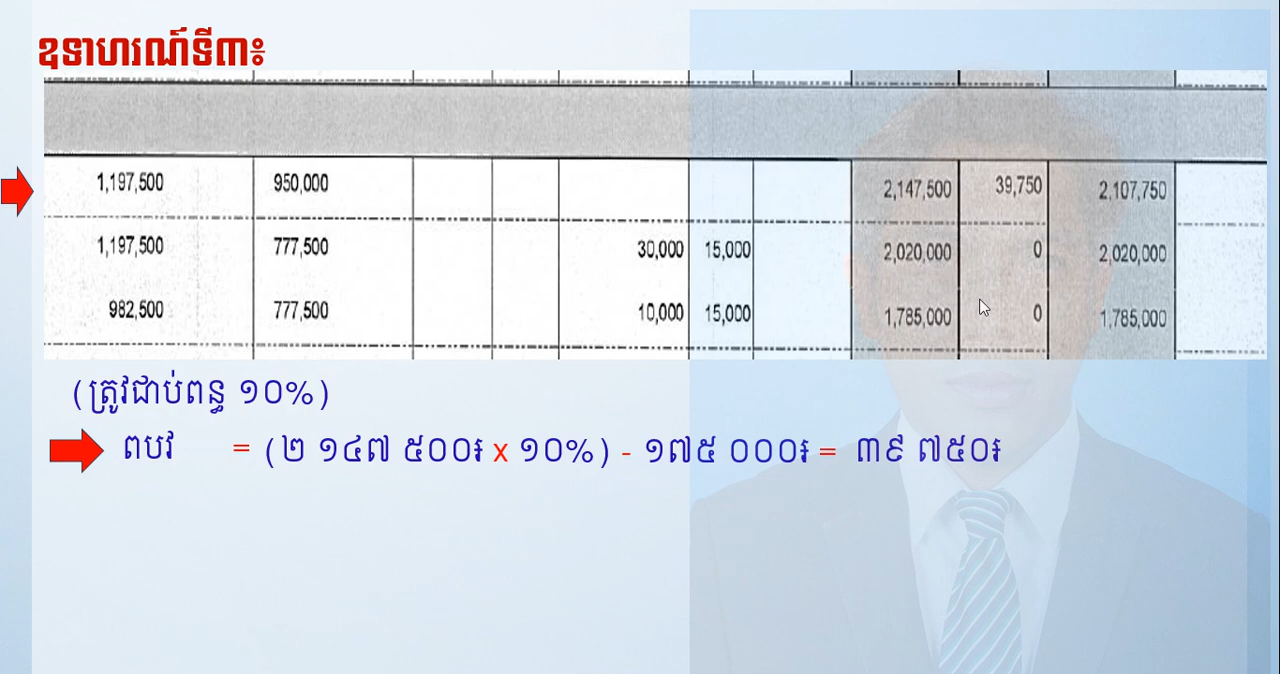 ឧទាហរណ៍ទី៣៖
1,197,500 950,000 2,147,500 39,750 2,107,750
1,197,500 777,500 30,000 15,000 2,020,000 0 2,020,000
982,500 777,500 10,000 15,000 1,785,000 0 1,785,000
(ត្រូវជាប់ពន្ធ ១០%)
ពបវ = (២ ១៤៧ ៥០០៛ x ១០%) - ១៧៥ ០០០៛ = ៣៩ ៧៥០៛